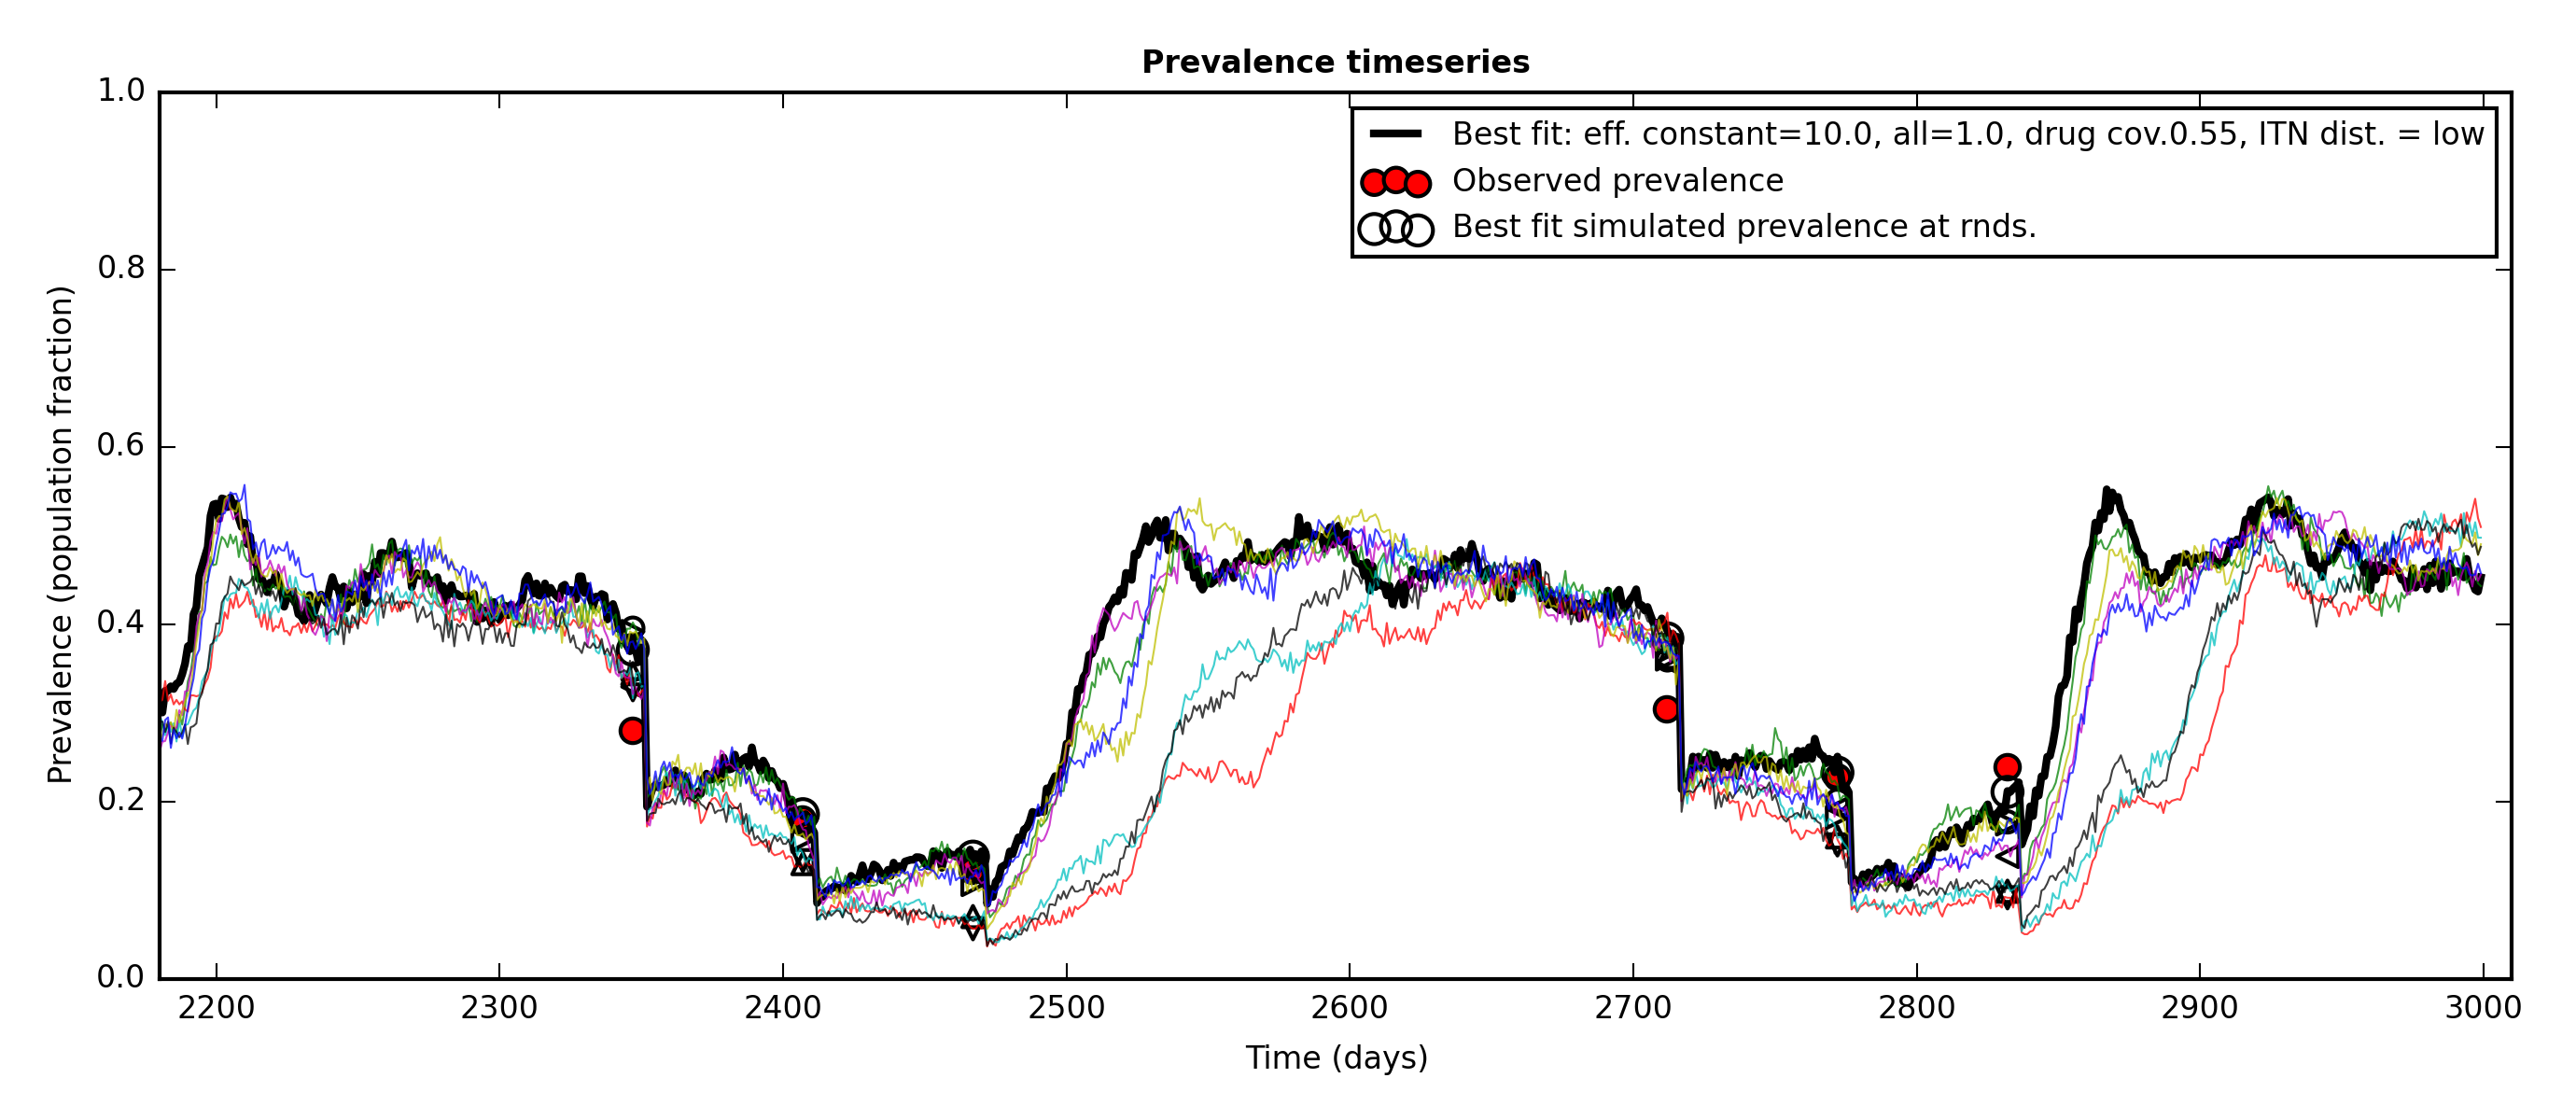 Prevalence timeseries
Best fit: eff. constant=10.0, all=1.0, drug cov.0.55, ITN dist. = low
Observed prevalence
Best fit simulated prevalence at rnds.
Prevalence (population fraction)
1.0
0.8
0.6
0.4
0.2
0.0
2200 2300 2400 2500 2600 2700 2800 2900 3000
Time (days)